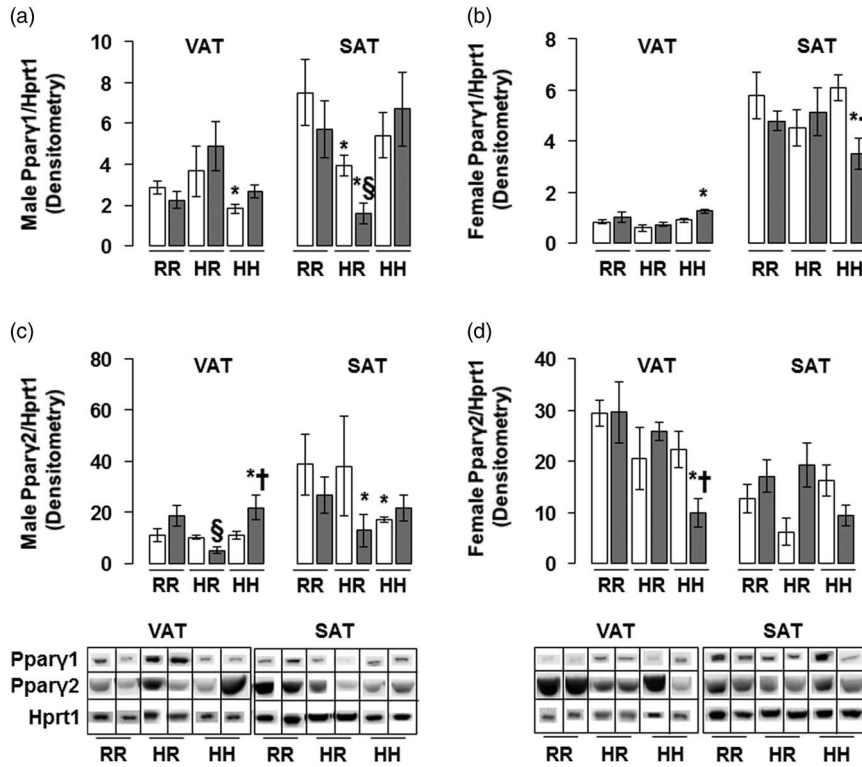 (a)
VAT SAT
Male Pparγ1/Hprt1
(Densitometry)
10
8
6
4
2
0
*
*
*§
RR HR HH RR HR HH
(b)
VAT SAT
Female Pparγ1/Hprt1
(Densitometry)
8
6
4
2
0
*
*
RR HR HH RR HR HH
(c)
VAT SAT
Male Pparγ2/Hprt1
(Densitometry)
80
60
40
20
0
§
*†
*
*
RR HR HH RR HR HH
(d)
VAT SAT
Female Pparγ2/Hprt1
(Densitometry)
40
30
20
10
0
*†
RR HR HH RR HR HH
VAT SAT
Pparγ1
Pparγ2
Hprt1
RR HR HH RR HR HH
VAT SAT
RR HR HH RR HR HH